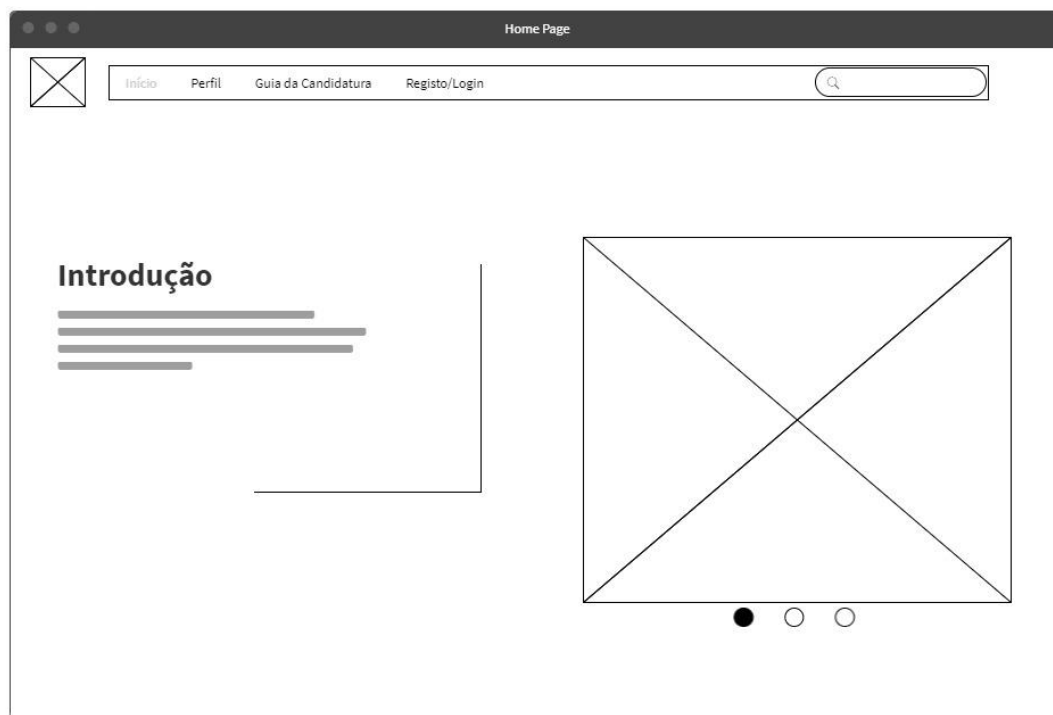 Home Page
Início Perfil Guia da Candidatura Registo/Login
Introdução